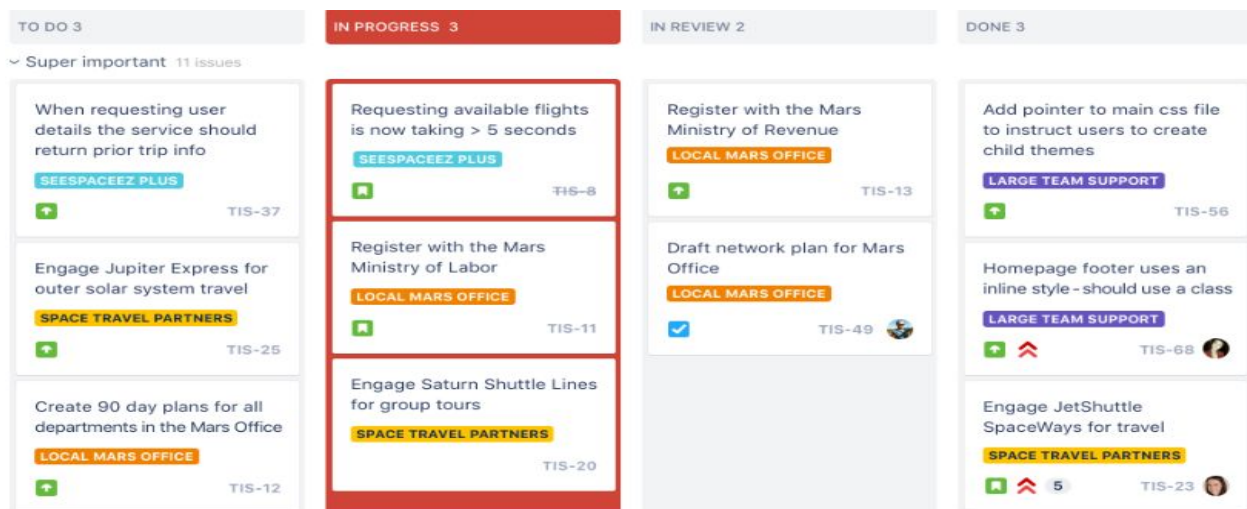 TO DO 3
IN PROGRESS 3
IN REVIEW 2
DONE 3
Super important 11 issues
When requesting user
details the service should
return prior trip info
SEESPACEEZ PLUS
TIS-37
Engage Jupiter Express for
outer solar system travel
SPACE TRAVEL PARTNERS
TIS-25
Create 90 day plans for all
departments in the Mars Office
LOCAL MARS OFFICE
TIS-12
Requesting available flights
is now taking > 5 seconds
SEESPACEEZ PLUS
TIS-8
Register with the Mars
Ministry of Labor
LOCAL MARS OFFICE
TIS-11
Engage Saturn Shuttle Lines
for group tours
SPACE TRAVEL PARTNERS
TIS-20
Register with the Mars
Ministry of Revenue
LOCAL MARS OFFICE
TIS-13
Draft network plan for Mars
Office
LOCAL MARS OFFICE
TIS-49
Add pointer to main css file
to instruct users to create
child themes
LARGE TEAM SUPPORT
TIS-56
Homepage footer uses an
inline style - should use a class
LARGE TEAM SUPPORT
TIS-68
Engage JetShuttle
SpaceWays for travel
SPACE TRAVEL PARTNERS
5 TIS-23